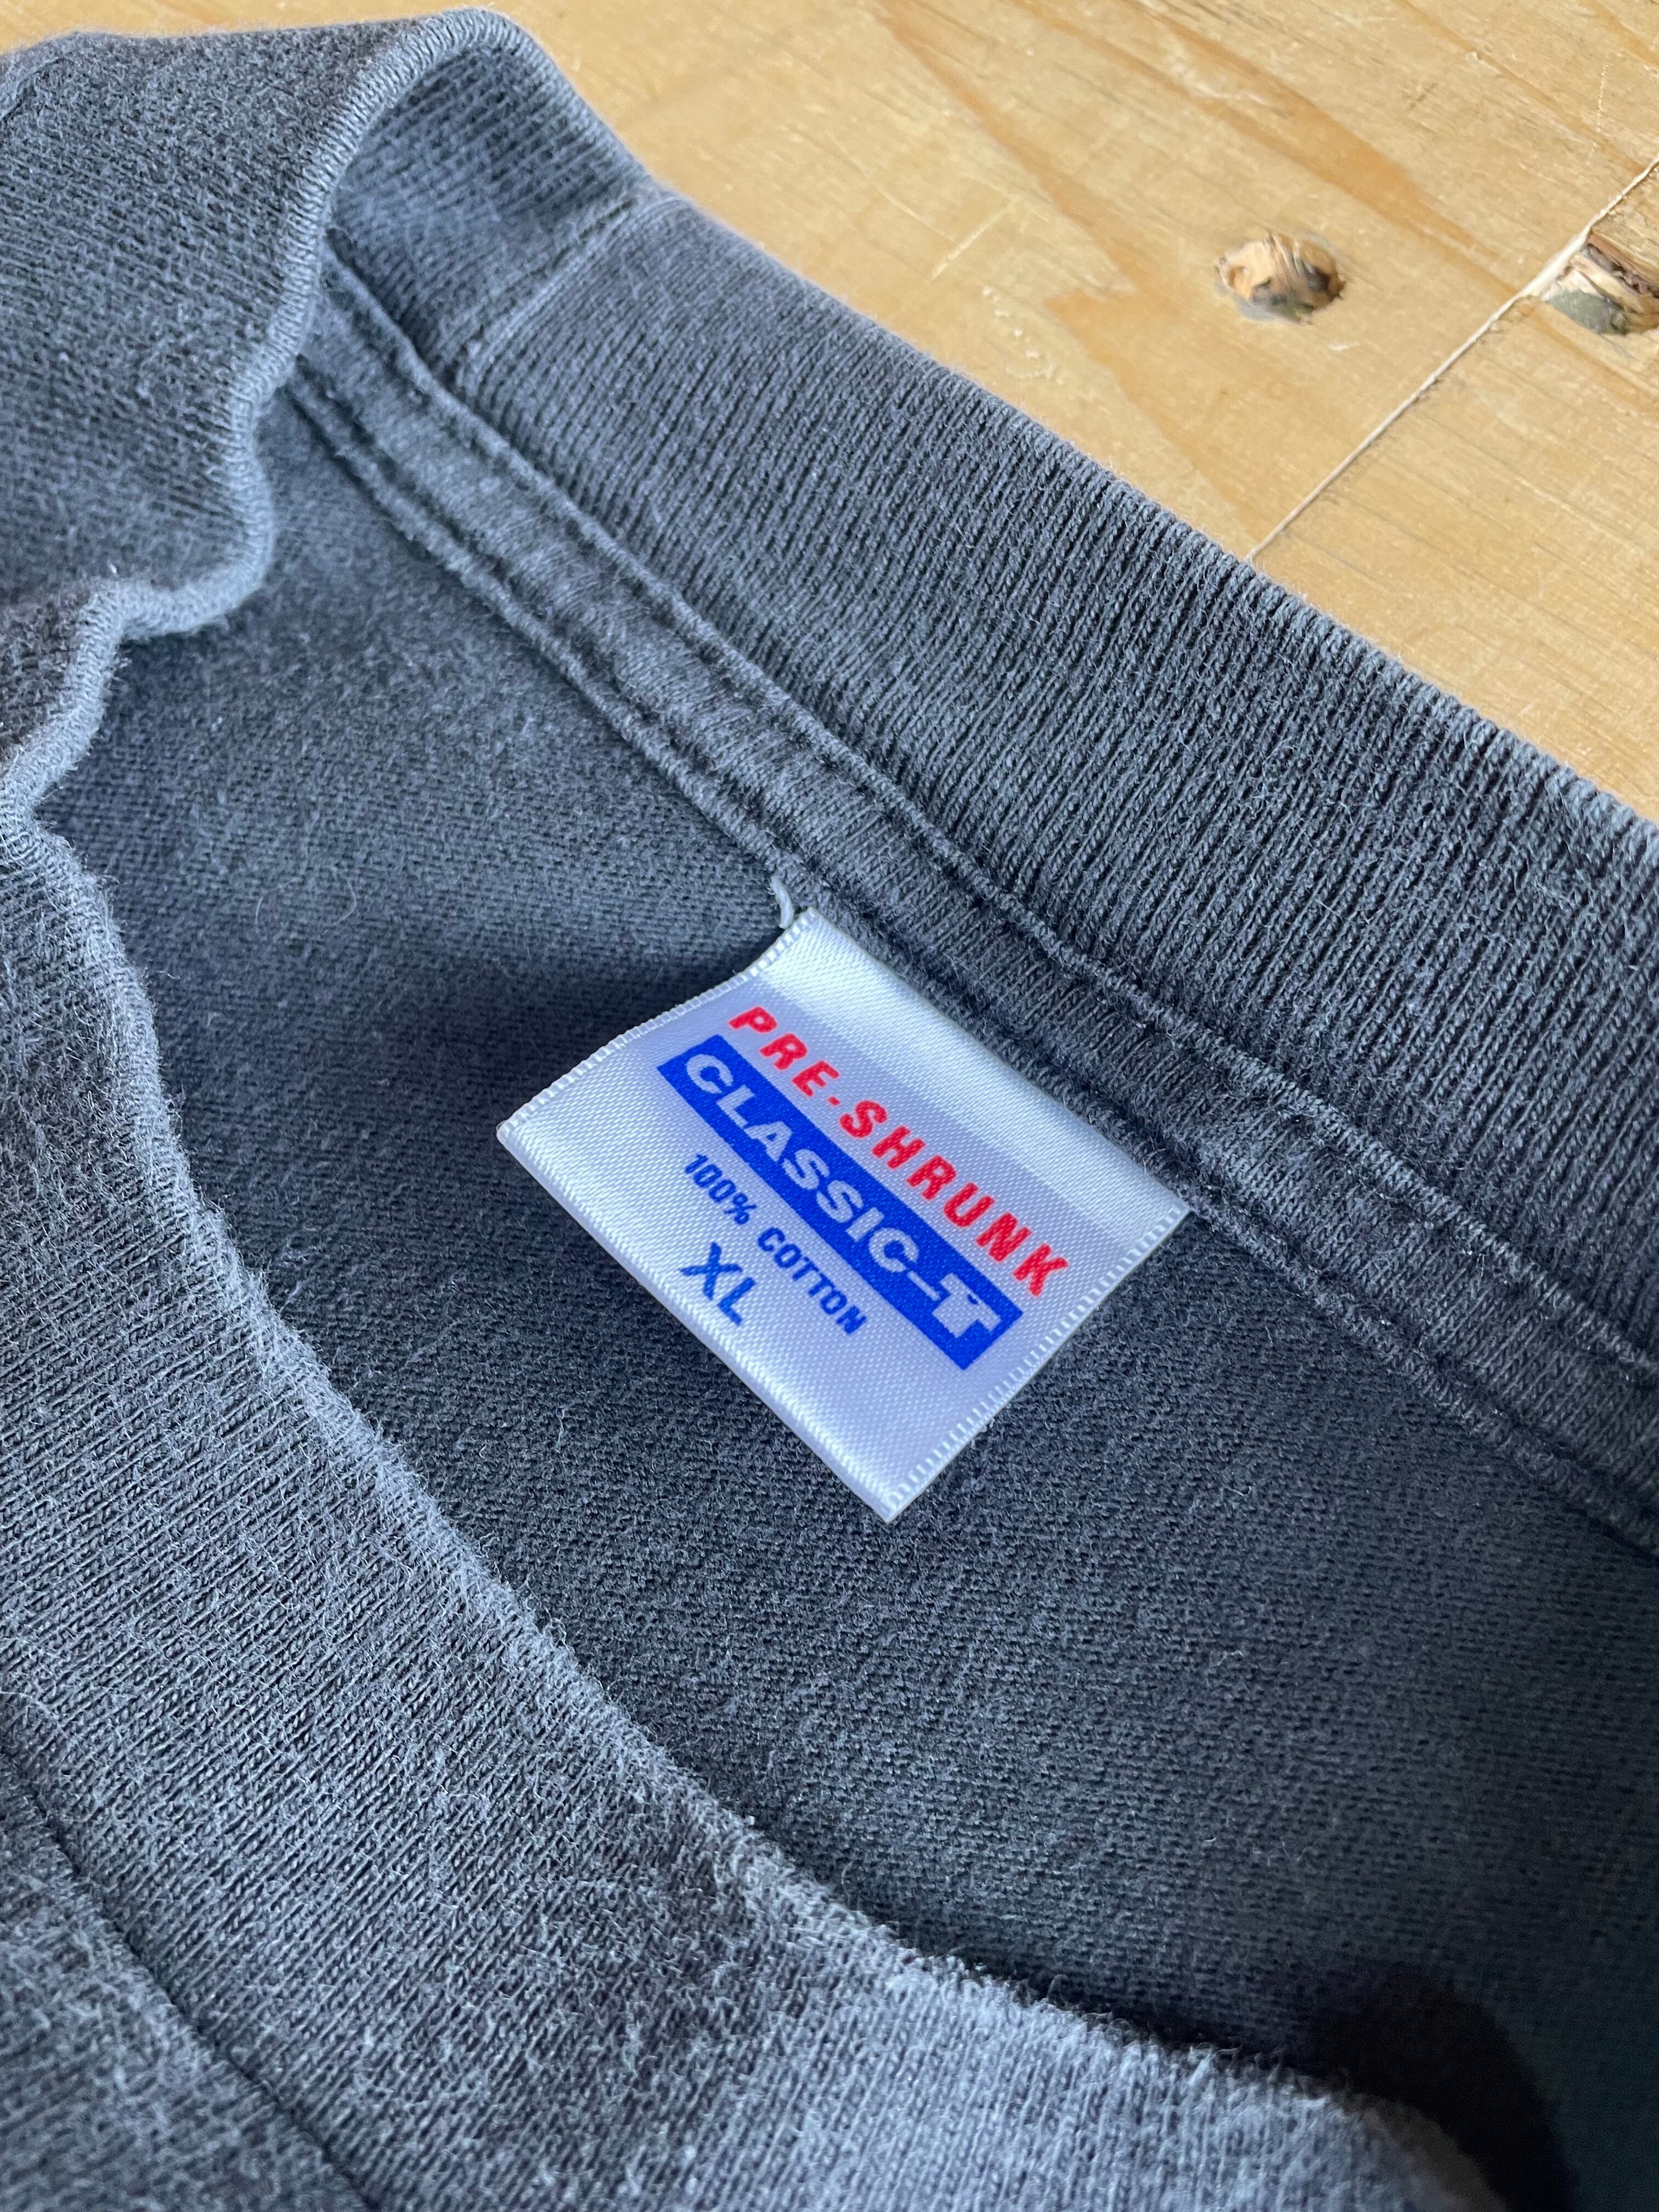 PRE-SHRUNK
CLASSIC-T
100% COTTON
XL